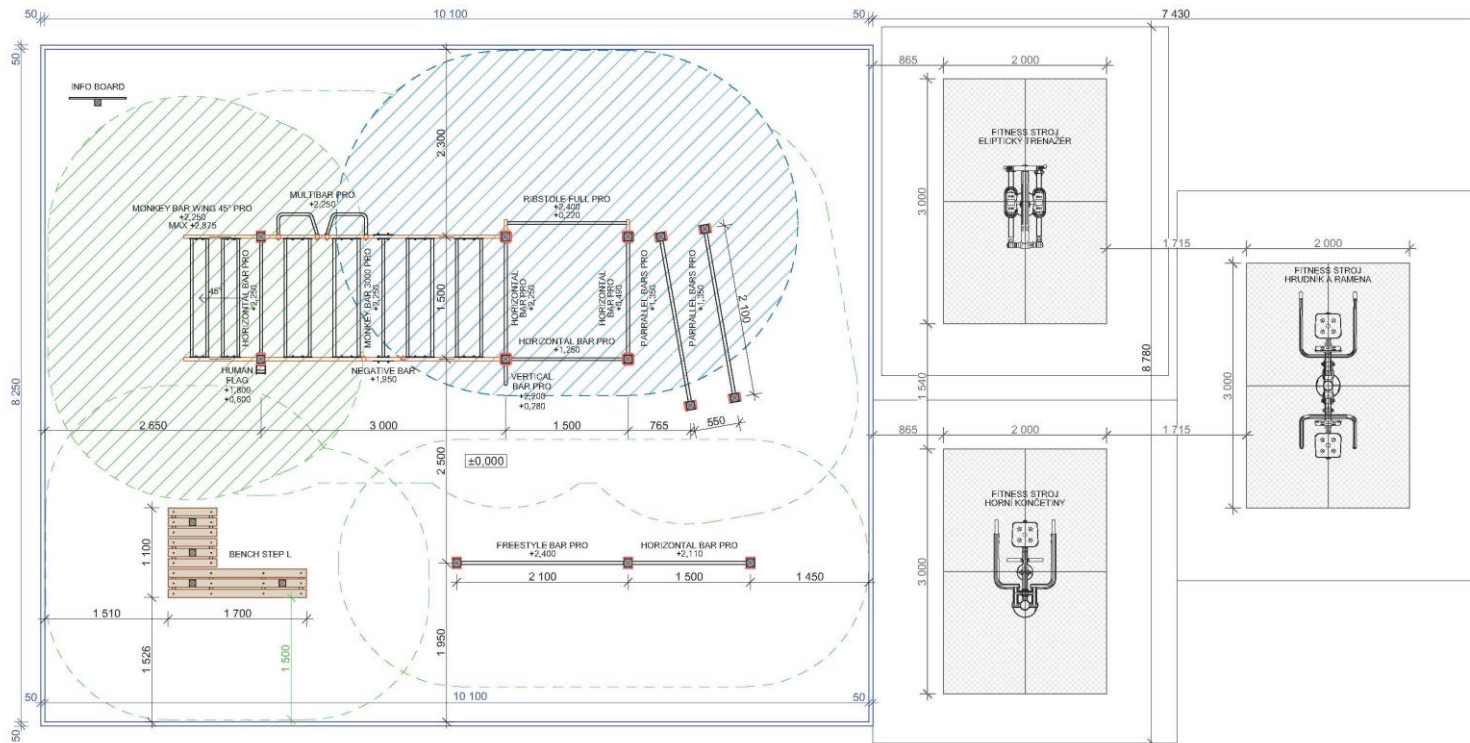 50
10 100
50
7 430
50
865
2 000
INFO BOARD
2 300
FITNESS STROJ
ELIPTICKÝ TRENAŽÉR
3 000
MULTIBAR PRO
+2,250
MONKEY BAR WING 45° PRO
+2,250
MAX +2,875
RIBSTOLE FULL PRO
+2,400
+0,220
45°
HORIZONTAL BAR PRO
+2,250
MONKEY BAR 3000 PRO
+2,250
1 500
HORIZONTAL
BAR PRO
+2,250
HORIZONTAL
BAR PRO
+0,490
PARRALLEL BARS PRO
+1,350
PARRALLEL BARS PRO
+1,350
2 100
HORIZONTAL BAR PRO
+1,250
HUMAN
FLAG
+1,800
+0,600
NEGATIVE BAR
+1,950
VERTICAL
BAR PRO
+2,200
+0,280
1 715
2 000
FITNESS STROJ
HRUDNÍK A RAMENA
3 000
8 250
8 780
1 540
2 650
3 000
1 500
765
550
865
2 000
1 715
2 500
±0,000
FITNESS STROJ
HORNÍ KONČETINY
3 000
1 100
BENCH STEP L
FREESTYLE BAR PRO
+2,400
HORIZONTAL BAR PRO
+2,110
2 100
1 500
1 450
1 510
1 700
1 526
1 500
1 950
50
10 100
50
50